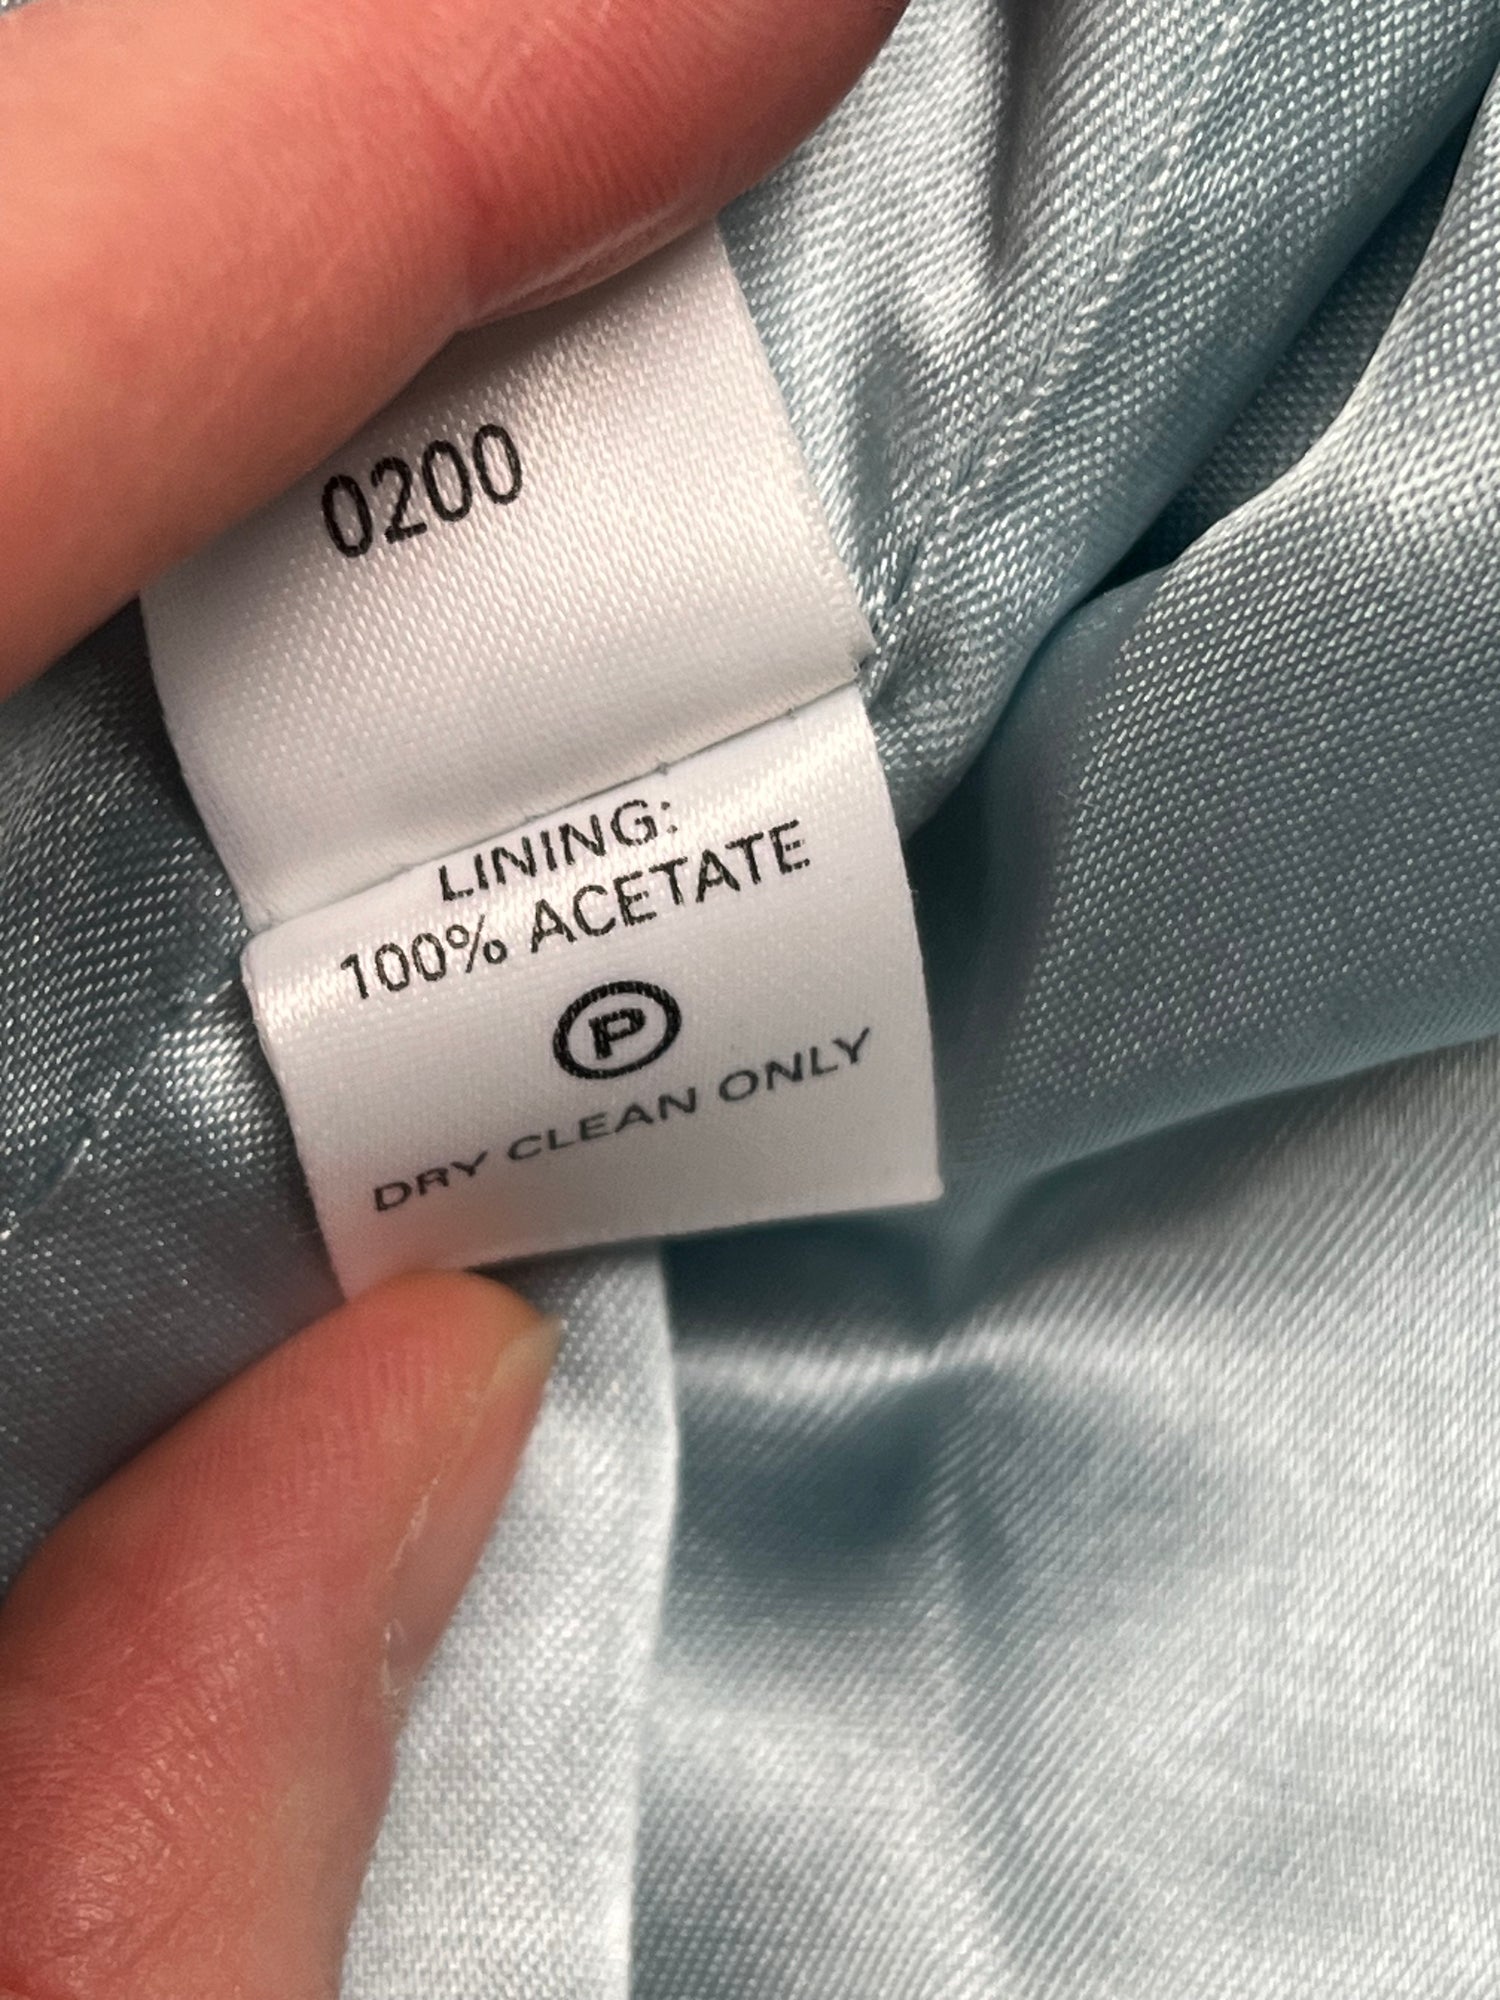 0200
LINING:
100% ACETATE
P
DRY CLEAN ONLY